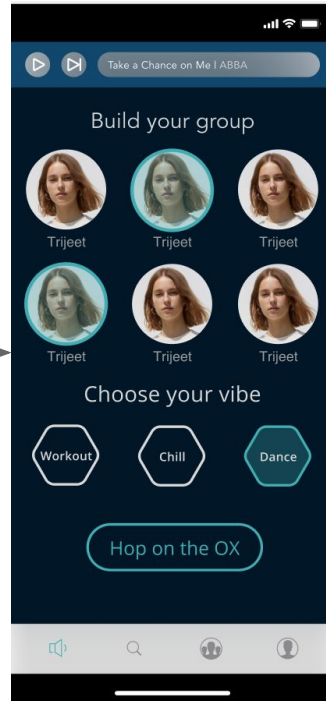 Take a Chance on Me | ABBA
Build your group
Trijeet Trijeet Trijeet
Trijeet Trijeet Trijeet
Choose your vibe
Workout Chill Dance
Hop on the OX